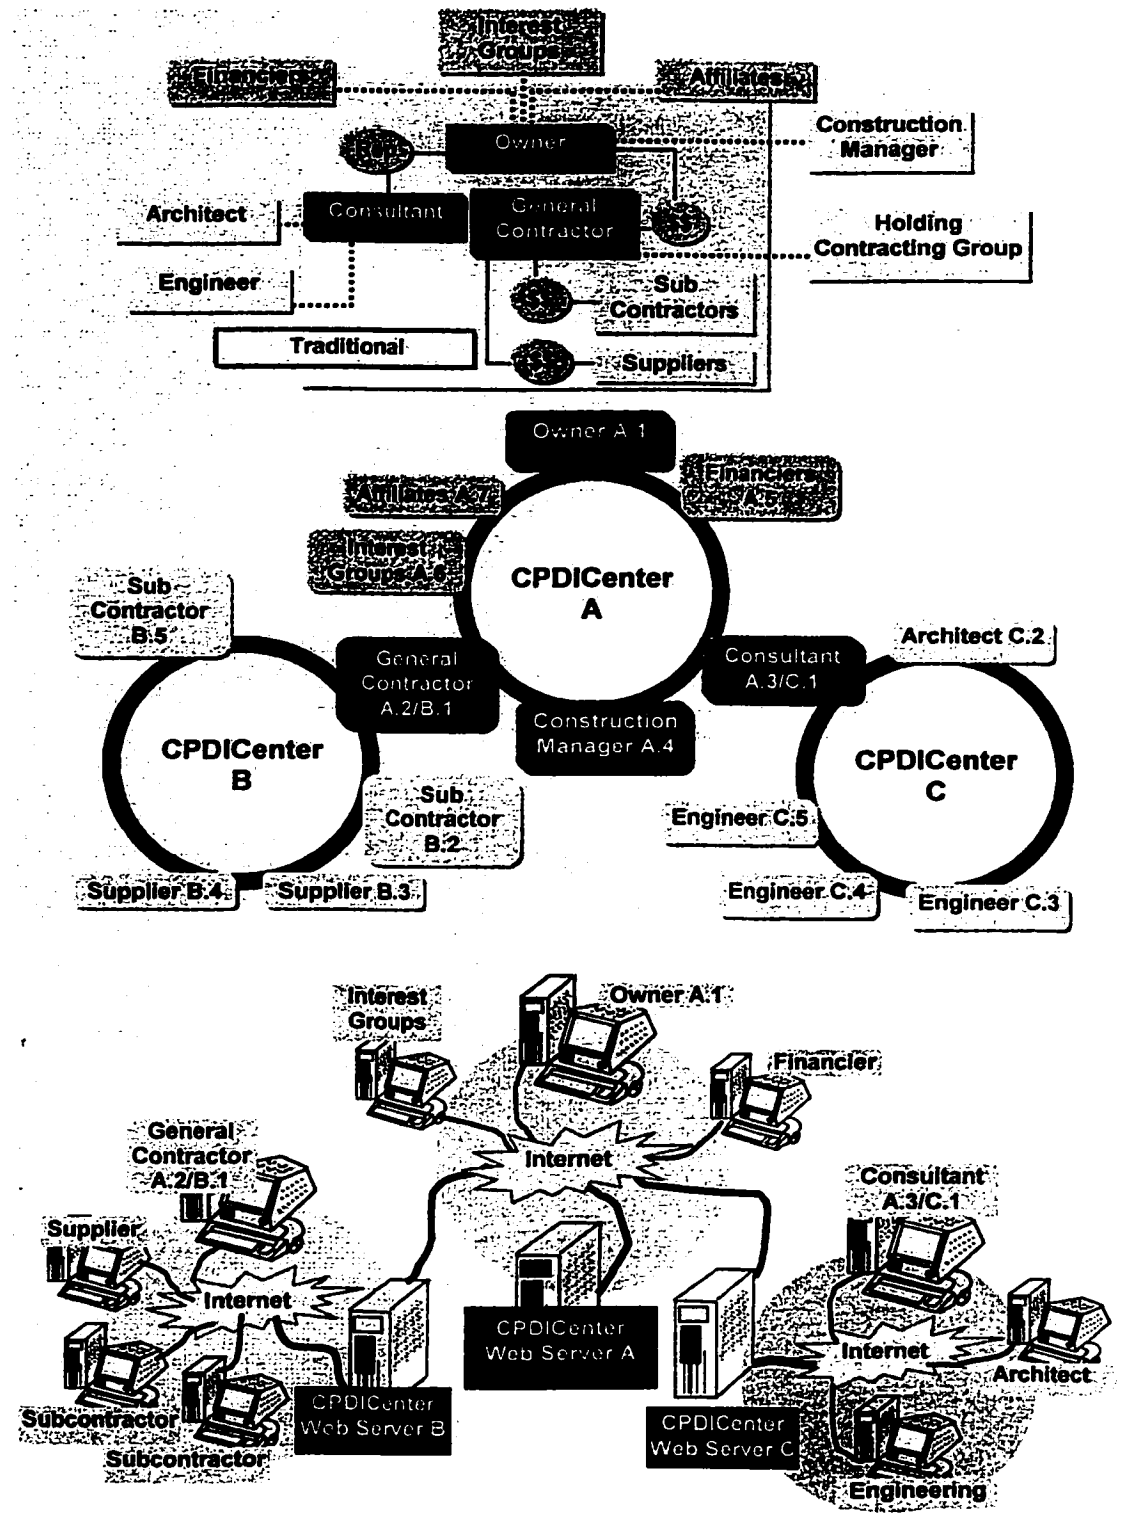 Interest
Groups
Financiers
Affiliates
Owner
Construction
Manager
Rep
Architect
Consultant
General
Contractor
$$
Holding
Contracting Group
Engineer
$$
Sub
Contractors
Traditional
$$
Suppliers
Owner A.1
Financiers
A.5
Affiliates A.7
Interest
Groups A.6
CPDICenter
A
Sub
Contractor
B.5
General
Contractor
A.2/B.1
Consultant
A.3/C.1
Architect C.2
Construction
Manager A.4
CPDICenter
B
CPDICenter
C
Sub
Contractor
B.2
Engineer C.5
Supplier B.4
Supplier B.3
Engineer C.4
Engineer C.3
Interest
Groups
Owner A.1
Financier
General
Contractor
A.2/B.1
Internet
Consultant
A.3/C.1
Supplier
Internet
CPDICenter
Web Server A
Internet
Architect
Subcontractor
CPDICenter
Web Server B
CPDICenter
Web Server C
Subcontractor
Engineering